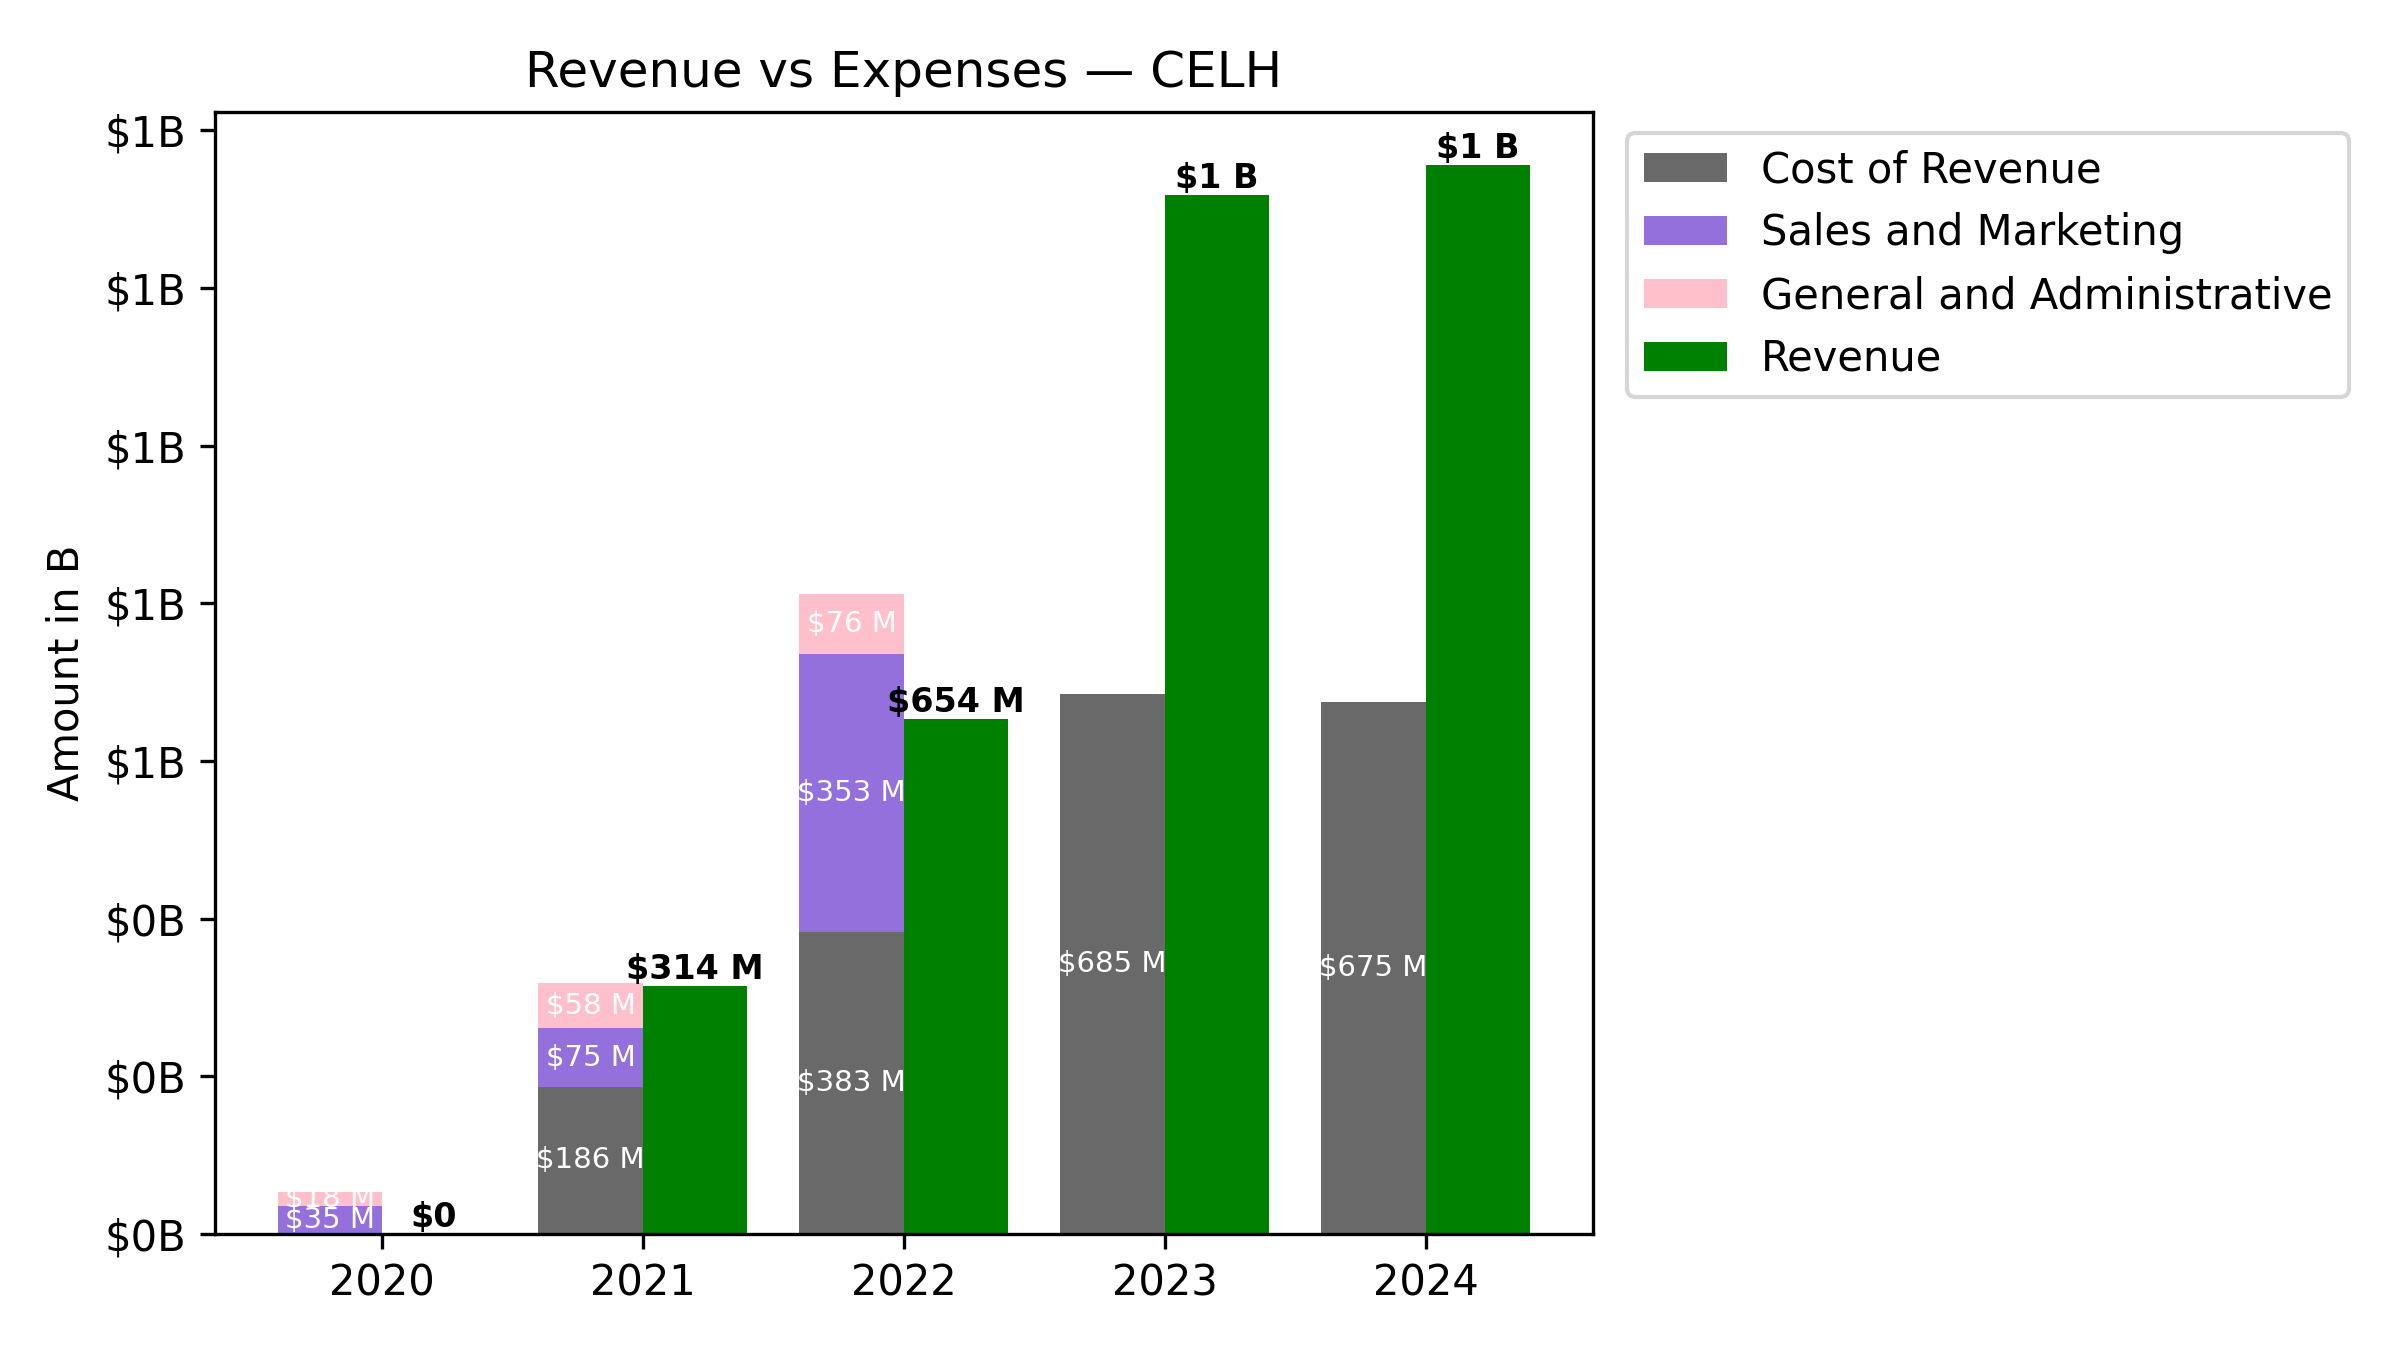 Revenue vs Expenses — CELH
Amount in B
$1B
$1B
$1B
$1B
$1B
$0B
$0B
$0B
$18 M
$35 M
$0
$58 M
$75 M
$186 M
$314 M
$76 M
$353 M
$383 M
$654 M
$685 M
$1 B
$675 M
$1 B
2020
2021
2022
2023
2024
Cost of Revenue
Sales and Marketing
General and Administrative
Revenue